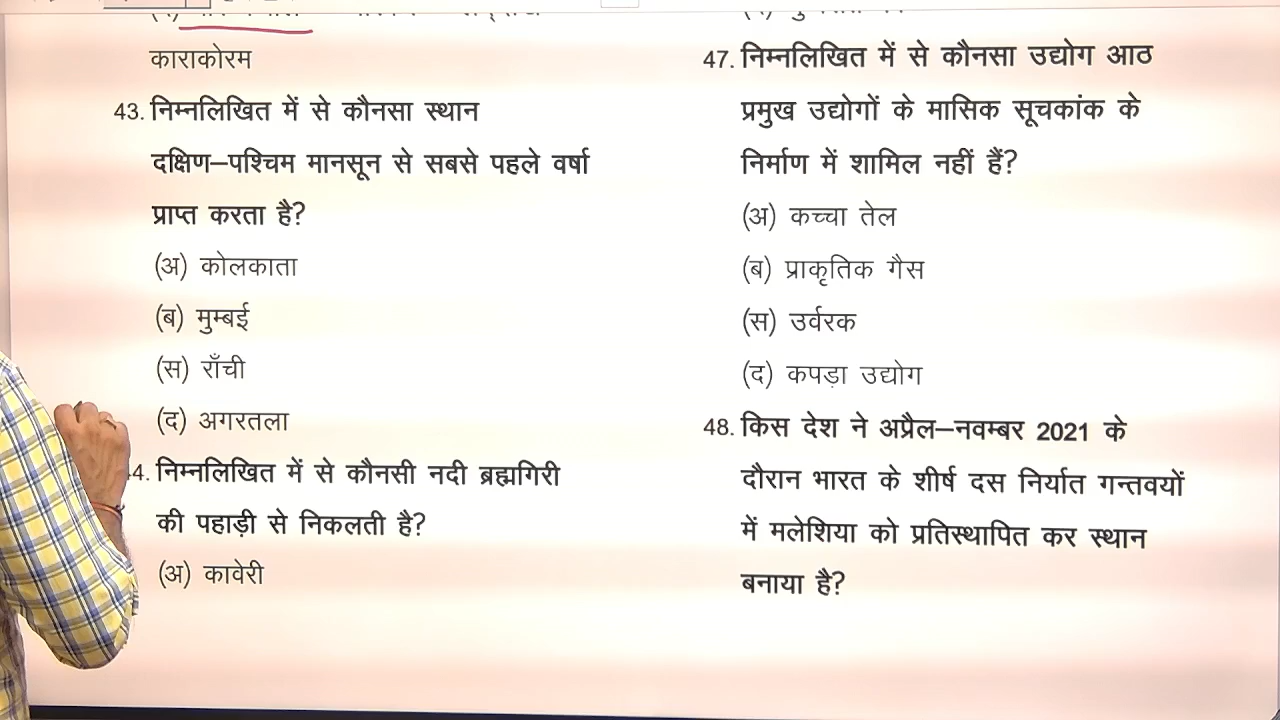 काराकोरम
43. निम्नलिखित में से कौनसा स्थान
दक्षिण–पश्चिम मानसून से सबसे पहले वर्षा
प्राप्त करता है?
(अ) कोलकाता
(ब) मुम्बई
(स) राँची
(द) अगरतला
4. निम्नलिखित में से कौनसी नदी ब्रह्मगिरी
की पहाड़ी से निकलती है?
(अ) कावेरी
47. निम्नलिखित में से कौनसा उद्योग आठ
प्रमुख उद्योगों के मासिक सूचकांक के
निर्माण में शामिल नहीं हैं?
(अ) कच्चा तेल
(ब) प्राकृतिक गैस
(स) उर्वरक
(द) कपड़ा उद्योग
48. किस देश ने अप्रैल–नवम्बर 2021 के
दौरान भारत के शीर्ष दस निर्यात गन्तवयों
में मलेशिया को प्रतिस्थापित कर स्थान
बनाया है?